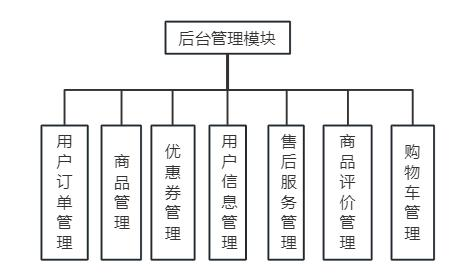 后台管理模块
用户订单管理
商品管理
优惠券管理
用户信息管理
售后服务管理
商品评价管理
购物车管理